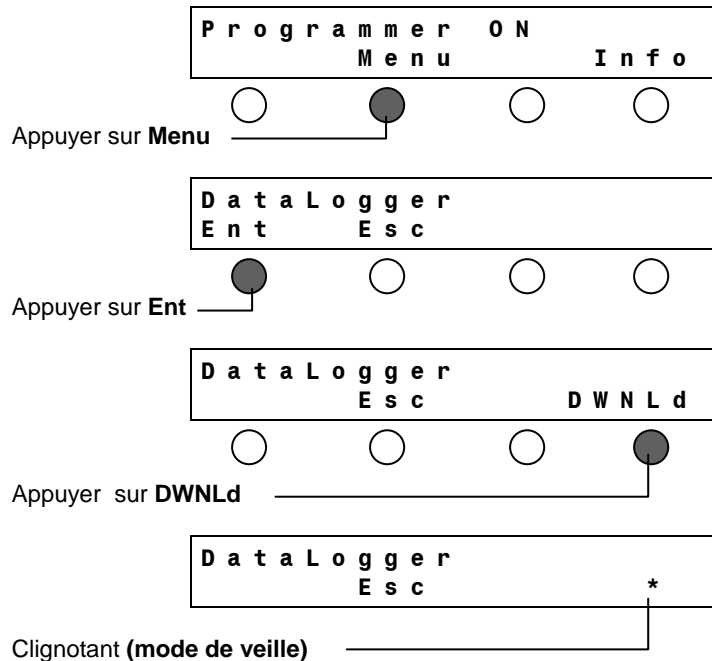 Programmer ON
Menu Info
Appuyer sur Menu
DataLogger
Ent Esc
Appuyer sur Ent
DataLogger
Esc DWNLd
Appuyer sur DWNLd
DataLogger
Esc *
Clignotant (mode de veille)